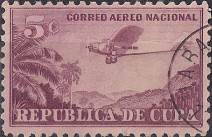 CORREO AEREO NACIONAL
5c
REPUBLICA DE CUBA